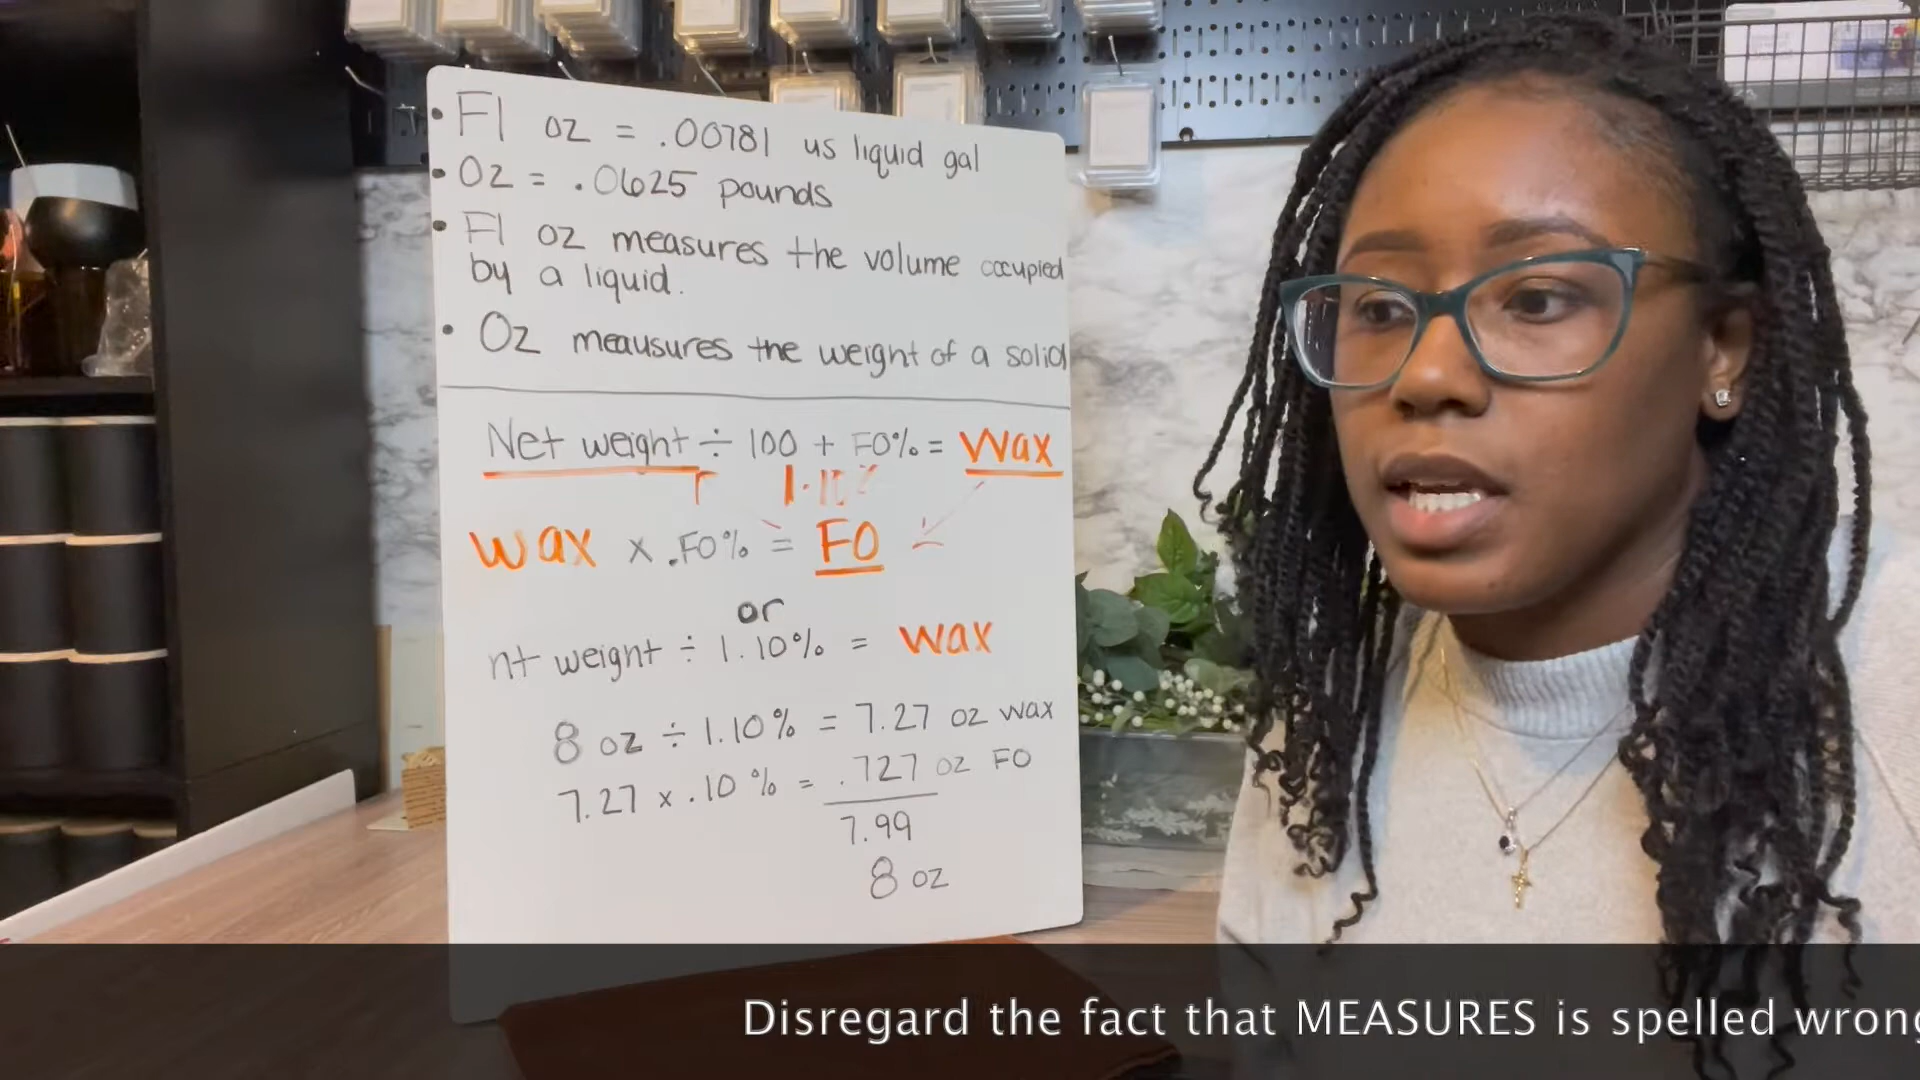 • Fl oz = .00781 us liquid gal
• Oz = .0625 pounds
• Fl oz measures the volume occupied
by a liquid.
• Oz meausures the weight of a solid
Net weight ÷ 100 + FO% = Wax
1.10%
wax x .FO% = FO
or
nt weight ÷ 1.10% = wax
8 oz ÷ 1.10% = 7.27 oz wax
7.27 x .10% = .727 oz FO
7.99
8 oz
Disregard the fact that MEASURES is spelled wrong